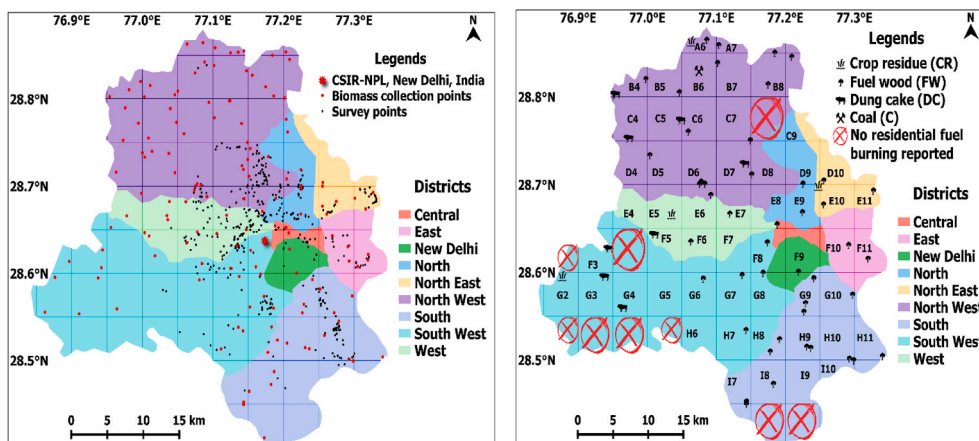 76.9°E 77.0°E 77.1°E 77.2°E 77.3°E
N
Legends
CSIR-NPL, New Delhi, India
Biomass collection points
Survey points
28.8°N
28.7°N
28.6°N
28.5°N
Districts
Central
East
New Delhi
North
North East
North West
South
South West
West
0 5 10 15 km
76.9°E 77.0°E 77.1°E 77.2°E 77.3°E
N
Legends
Crop residue (CR)
Fuel wood (FW)
Dung cake (DC)
Coal (C)
No residential fuel
burning reported
28.8°N
28.7°N
28.6°N
28.5°N
A6 A7
B4 B5 B6 B7 B8
C4 C5 C6 C7 C9
D4 D5 D6 D7 D8 D9 D10
E4 E5 E6 E7 E8 E9 E10 E11
F3 F5 F6 F7 F8 F9 F10 F11
G2 G3 G4 G5 G6 G7 G8 G9 G10
H6 H7 H8 H9 H10 H11
I7 I8 I9 I10
Districts
Central
East
New Delhi
North
North East
North West
South
South West
West
0 5 10 15 km